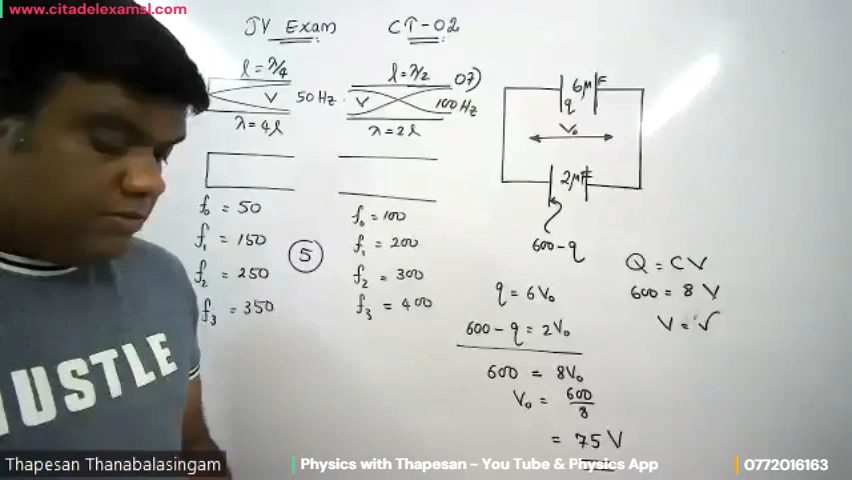 www.citadelexamsl.com
JV Exam CT-02
l = λ/4
V
50 Hz
λ = 4l
l = λ/2
V
100 Hz
λ = 2l
f₀ = 50
f₁ = 150
f₂ = 250
f₃ = 350
5
f₀ = 100
f₁ = 200
f₂ = 300
f₃ = 400
07)
6μF
q
V₀
2μF
600-q
q = 6V₀
600 - q = 2V₀
600 = 8V₀
V₀ = 600/8
= 75 V
Q = CV
600 = 8 V
V = √
HUSTLE
Thapesan Thanabalasingam
Physics with Thapesan - You Tube & Physics App
0772016163